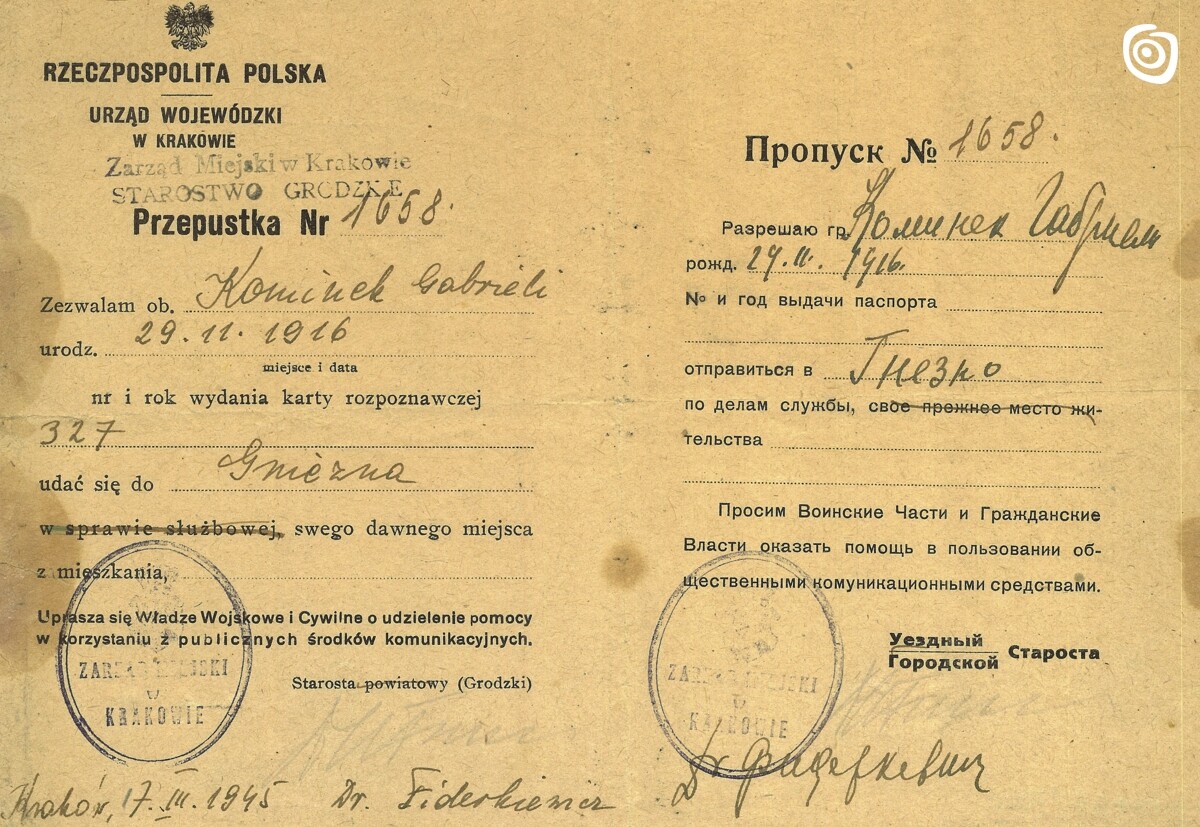 RZECZPOSPOLITA POLSKA
URZĄD WOJEWÓDZKI
W KRAKÓWIE
Zarząd Miejski w Krakowie
STAROSTWO GRODZKIE
Przepustka Nr 1658.
Zezwalam ob. Kominek Gabrieli
urodz. 29. 11. 1916
miejsce i data
nr i rok wydania karty rozpoznawczej
327
udać się do Gniezna
w sprawie służbowej, swego dawnego miejsca
zamieszkania,
Uprasza się Władze Wojskowe i Cywilne o udzielenie pomocy
w korzystaniu z publicznych środków komunikacyjnych.
ZARZĄD MIEJSKI
W
KRAKOWIE
Starosta powiatowy (Grodzki)
Kraków, 17. III. 1945 Dr. Fiderkiewicz
Пропуск № 1658.
Разрешаю гр. Коминек Габриели
рожд. 29. 11. 1916.
№ и год выдачи паспорта
отправиться в Гнезно
по делам службы, свое прежнее место жи-
тельства
Просим Воинские Части и Гражданские
Власти оказать помощь в пользовании об-
щественными комуникационными средствами.
ZARZĄD MIEJSKI
W
KRAKOWIE
Уездный
Городской Староста
Dr. Фидеркевич